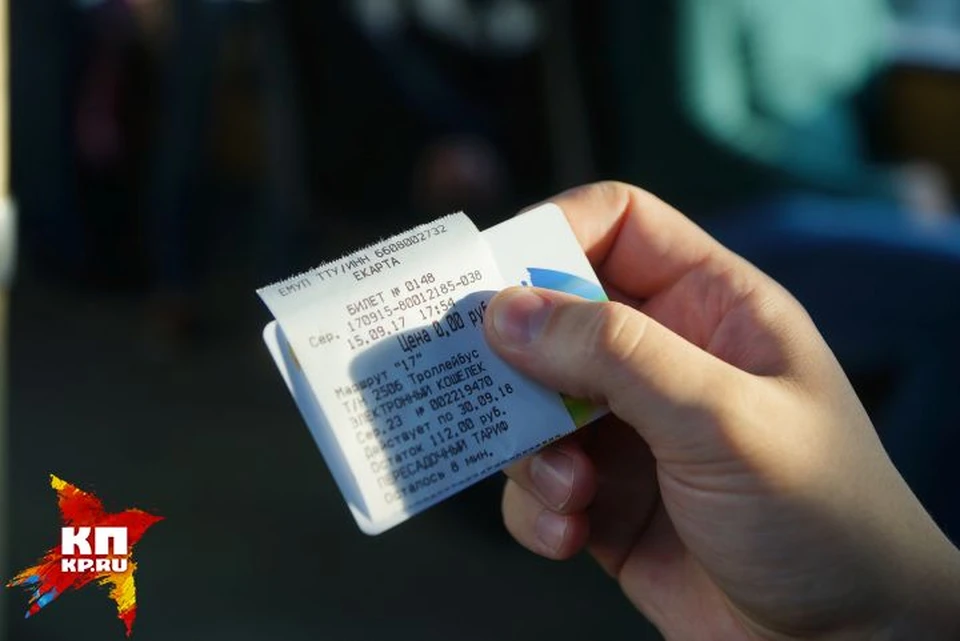 ЕМУП ТТУ/ИНН 6608002732
ЕКАРТА
БИЛЕТ № 0148
Сер. 170915-80012185-038
15.09.17 17:54
Цена 0,00 руб
Маршрут "17"
Т/Н 2506 Троллейбус
ЭЛЕКТРОННЫЙ КОШЕЛЕК
Сер.23 № 002219470
Действует по 30.09.18
Остаток 112,00 руб.
ПЕРЕСАДОЧНЫЙ ТАРИФ
Осталось 8 мин.
КП
KP.RU